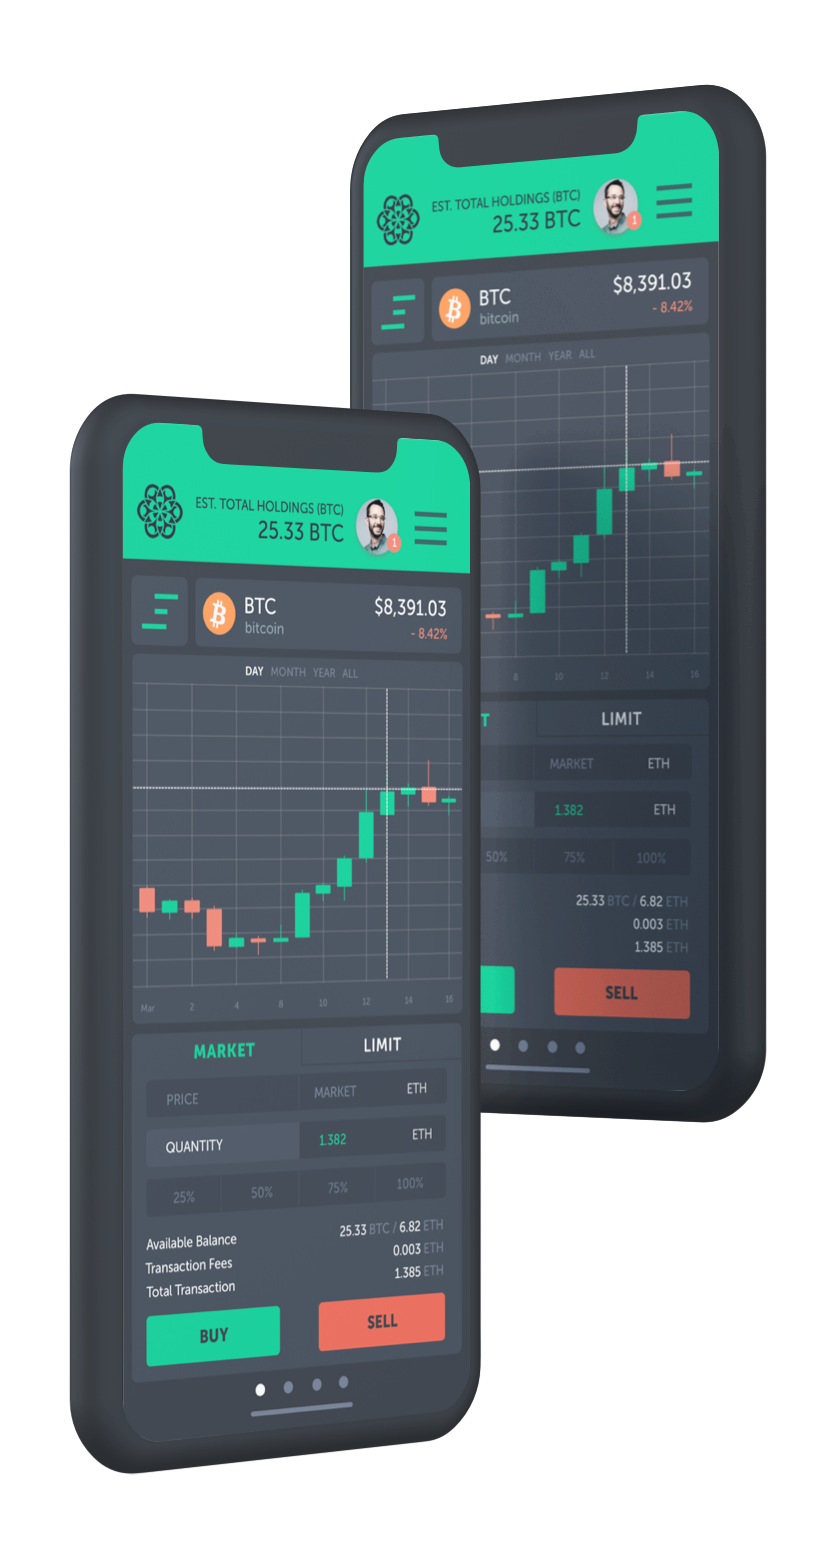 EST. TOTAL HOLDINGS (BTC)
25.33 BTC
1
BTC
bitcoin
$8,391.03
- 8.42%
DAY MONTH YEAR ALL
8 10 12 14 16
T LIMIT
MARKET ETH
1.382 ETH
50% 75% 100%
25.33 BTC / 6.82 ETH
0.003 ETH
1.385 ETH
SELL
EST. TOTAL HOLDINGS (BTC)
25.33 BTC
1
BTC
bitcoin
$8,391.03
- 8.42%
DAY MONTH YEAR ALL
Mar 2 4 6 8 10 12 14 16
MARKET LIMIT
PRICE MARKET ETH
QUANTITY 1.382 ETH
25% 50% 75% 100%
Available Balance 25.33 BTC / 6.82 ETH
Transaction Fees 0.003 ETH
Total Transaction 1.385 ETH
BUY SELL